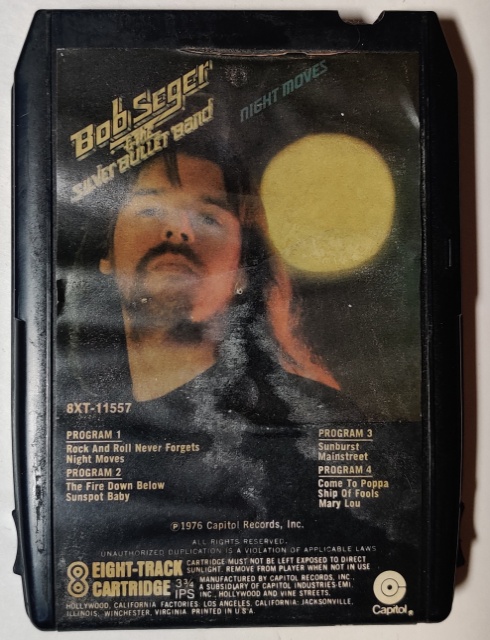 Bob Seger
& The
Silver Bullet Band
NIGHT MOVES
8XT-11557
PROGRAM 1
Rock And Roll Never Forgets
Night Moves
PROGRAM 2
The Fire Down Below
Sunspot Baby
PROGRAM 3
Sunburst
Mainstreet
PROGRAM 4
Come To Poppa
Ship Of Fools
Mary Lou
℗1976 Capitol Records, Inc.
ALL RIGHTS RESERVED.
UNAUTHORIZED DUPLICATION IS A VIOLATION OF APPLICABLE LAWS
8 EIGHT-TRACK
CARTRIDGE 3¾ IPS
CARTRIDGE MUST NOT BE LEFT EXPOSED TO DIRECT
SUNLIGHT. REMOVE FROM PLAYER WHEN NOT IN USE
MANUFACTURED BY CAPITOL RECORDS, INC.
A SUBSIDIARY OF CAPITOL INDUSTRIES-EMI,
INC., HOLLYWOOD AND VINE STREETS,
HOLLYWOOD, CALIFORNIA. FACTORIES: LOS ANGELES, CALIFORNIA; JACKSONVILLE,
ILLINOIS; WINCHESTER, VIRGINIA. PRINTED IN U.S.A.
Capitol®